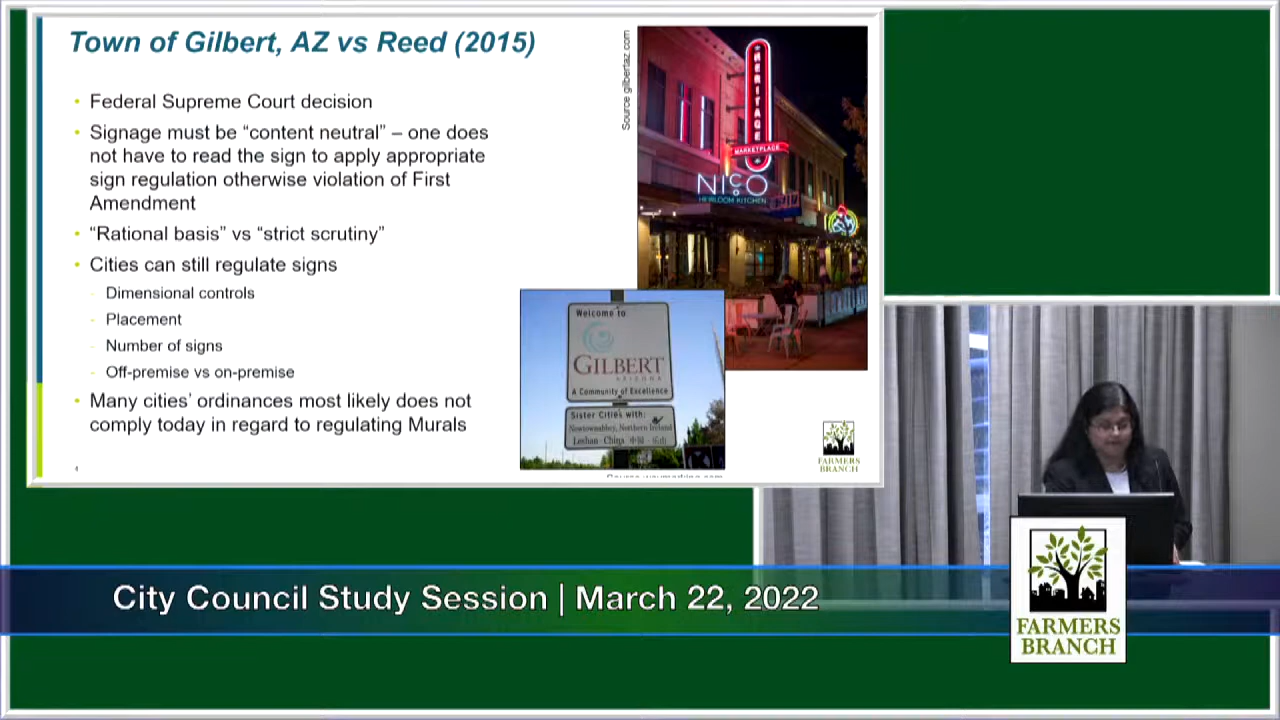 Town of Gilbert, AZ vs Reed (2015)
• Federal Supreme Court decision
• Signage must be “content neutral” – one does
not have to read the sign to apply appropriate
sign regulation otherwise violation of First
Amendment
• “Rational basis” vs “strict scrutiny”
• Cities can still regulate signs
- Dimensional controls
- Placement
- Number of signs
- Off-premise vs on-premise
• Many cities’ ordinances most likely does not
comply today in regard to regulating Murals
4
Source gilbertaz.com
HERITAGE
MARKETPLACE
NICO
HEIRLOOM KITCHEN
Welcome to
GILBERT
ARIZONA
A Community of Excellence
Sister Cities with:
Newtownabbey, Northern Ireland
Leshan - China 中国 - 乐山
FARMERS
BRANCH
City Council Study Session | March 22, 2022
FARMERS
BRANCH